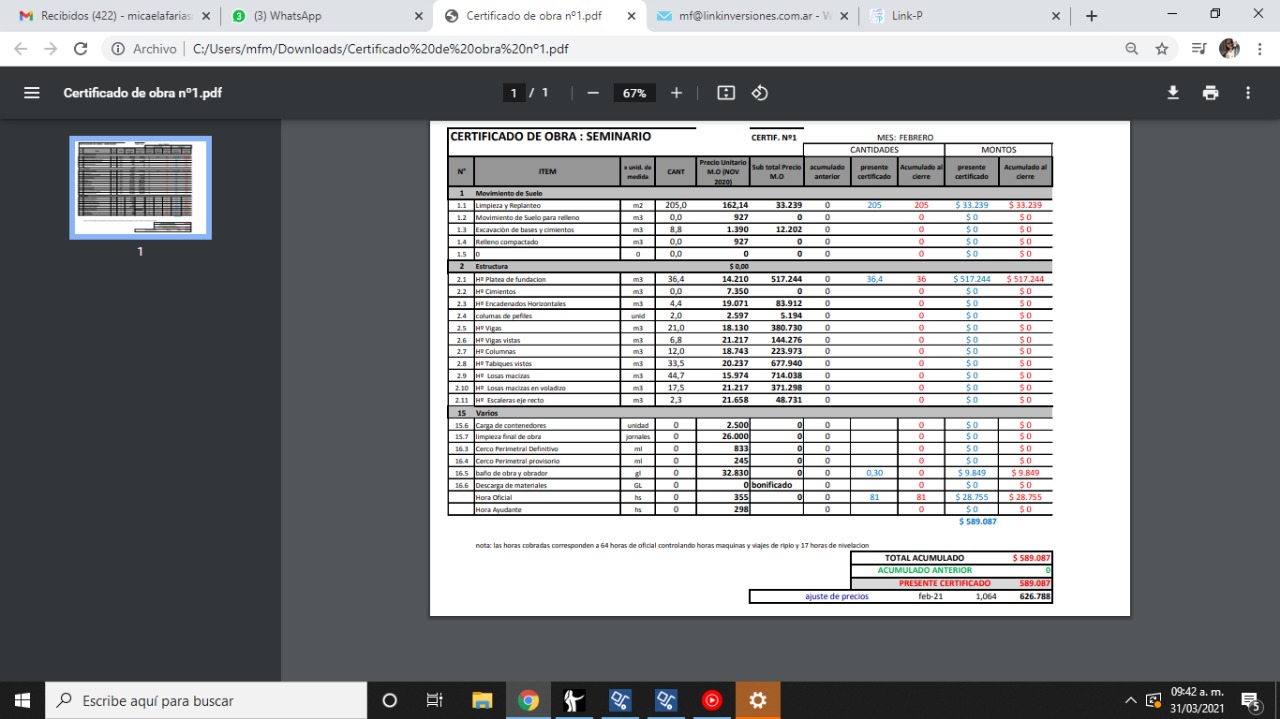 Recibidos (422) - micaelafarias
(3) WhatsApp
Certificado de obra nº1.pdf
mf@linkinversiones.com.ar - W
Link-P
Archivo | C:/Users/mfm/Downloads/Certificado%20de%20obra%20nº1.pdf
Certificado de obra nº1.pdf
1 / 1
67%
1
CERTIFICADO DE OBRA : SEMINARIO CERTIF. Nº1 MES: FEBRERO
CANTIDADES MONTOS
N° ITEM x unid. de medida CANT Precio Unitario M.O (NOV 2020) Sub total Precio M.O acumulado anterior presente certificado Acumulado al cierre presente certificado Acumulado al cierre
1 Movimiento de Suelo
1.1 Limpieza y Replanteo m2 205,0 162,14 33.239 0 205 205 $ 33.239 $ 33.239
1.2 Movimiento de Suelo para relleno m3 0,0 927 0 0 0 $ 0 $ 0
1.3 Excavación de bases y cimientos m3 8,8 1.390 12.202 0 0 $ 0 $ 0
1.4 Relleno compactado m3 0,0 927 0 0 0 $ 0 $ 0
1.5 0 0 0,0 0 0 0 0 $ 0 $ 0
2 Estructura $ 0,00
2.1 Hº Platea de fundacion m3 36,4 14.210 517.244 0 36,4 36 $ 517.244 $ 517.244
2.2 Hº Cimientos m3 0,0 7.350 0 0 0 $ 0 $ 0
2.3 Hº Encadenados Horizontales m3 4,4 19.071 83.912 0 0 $ 0 $ 0
2.4 columas de pefiles unid 2,0 2.597 5.194 0 0 $ 0 $ 0
2.5 Hº Vigas m3 21,0 18.130 380.730 0 0 $ 0 $ 0
2.6 Hº Vigas vistas m3 6,8 21.217 144.276 0 0 $ 0 $ 0
2.7 Hº Columnas m3 12,0 18.743 223.973 0 0 $ 0 $ 0
2.8 Hº Tabiques vistos m3 33,5 20.237 677.940 0 0 $ 0 $ 0
2.9 Hº Losas macizas m3 44,7 15.974 714.038 0 0 $ 0 $ 0
2.10 Hº Losas macizas en voladizo m3 17,5 21.217 371.298 0 0 $ 0 $ 0
2.11 Hº Escaleras eje recto m3 2,3 21.658 48.731 0 0 $ 0 $ 0
15 Varios
15.6 Carga de contenedores unidad 0 2.500 0 0 0 $ 0 $ 0
15.7 limpieza final de obra jornales 0 26.000 0 0 0 $ 0 $ 0
16.3 Cerco Perimetral Definitivo ml 0 833 0 0 0 $ 0 $ 0
16.4 Cerco Perimetral provisorio ml 0 245 0 0 0 $ 0 $ 0
16.5 baño de obra y obrador gl 0 32.830 0 0 0,30 0 $ 9.849 $ 9.849
16.6 Descarga de materiales GL 0 0 bonificado 0 0 $ 0 $ 0
Hora Oficial hs 0 355 0 0 81 81 $ 28.755 $ 28.755
Hora Ayudante hs 0 298 0 0 $ 0 $ 0
$ 589.087
nota: las horas cobradas corresponden a 64 horas de oficial controlando horas maquinas y viajes de ripio y 17 horas de nivelacion
TOTAL ACUMULADO $ 589.087
ACUMULADO ANTERIOR 0
PRESENTE CERTIFICADO 589.087
ajuste de precios feb-21 1,064 626.788
Escribe aquí para buscar
09:42 a. m.
31/03/2021
5